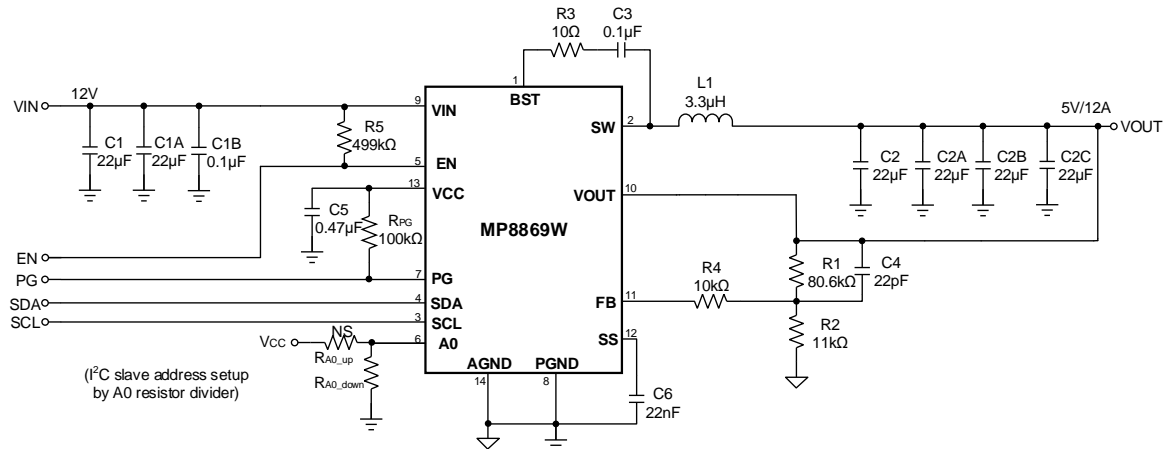 R3
10Ω
C3
0.1µF
1
BST
L1
3.3µH
VIN
12V
9
VIN
SW
2
5V/12A
VOUT
C1
22µF
C1A
22µF
C1B
0.1µF
R5
499kΩ
C2
22µF
C2A
22µF
C2B
22µF
C2C
22µF
5
EN
13
VCC
VOUT
10
C5
0.47µF
RPG
100kΩ
MP8869W
EN
PG
7
PG
R4
10kΩ
R1
80.6kΩ
C4
22pF
FB
11
SDA
4
SDA
SCL
3
SCL
R2
11kΩ
SS
12
VCC
NS
6
A0
RA0_up
RA0_down
AGND
PGND
14
8
C6
22nF
(I²C slave address setup
by A0 resistor divider)